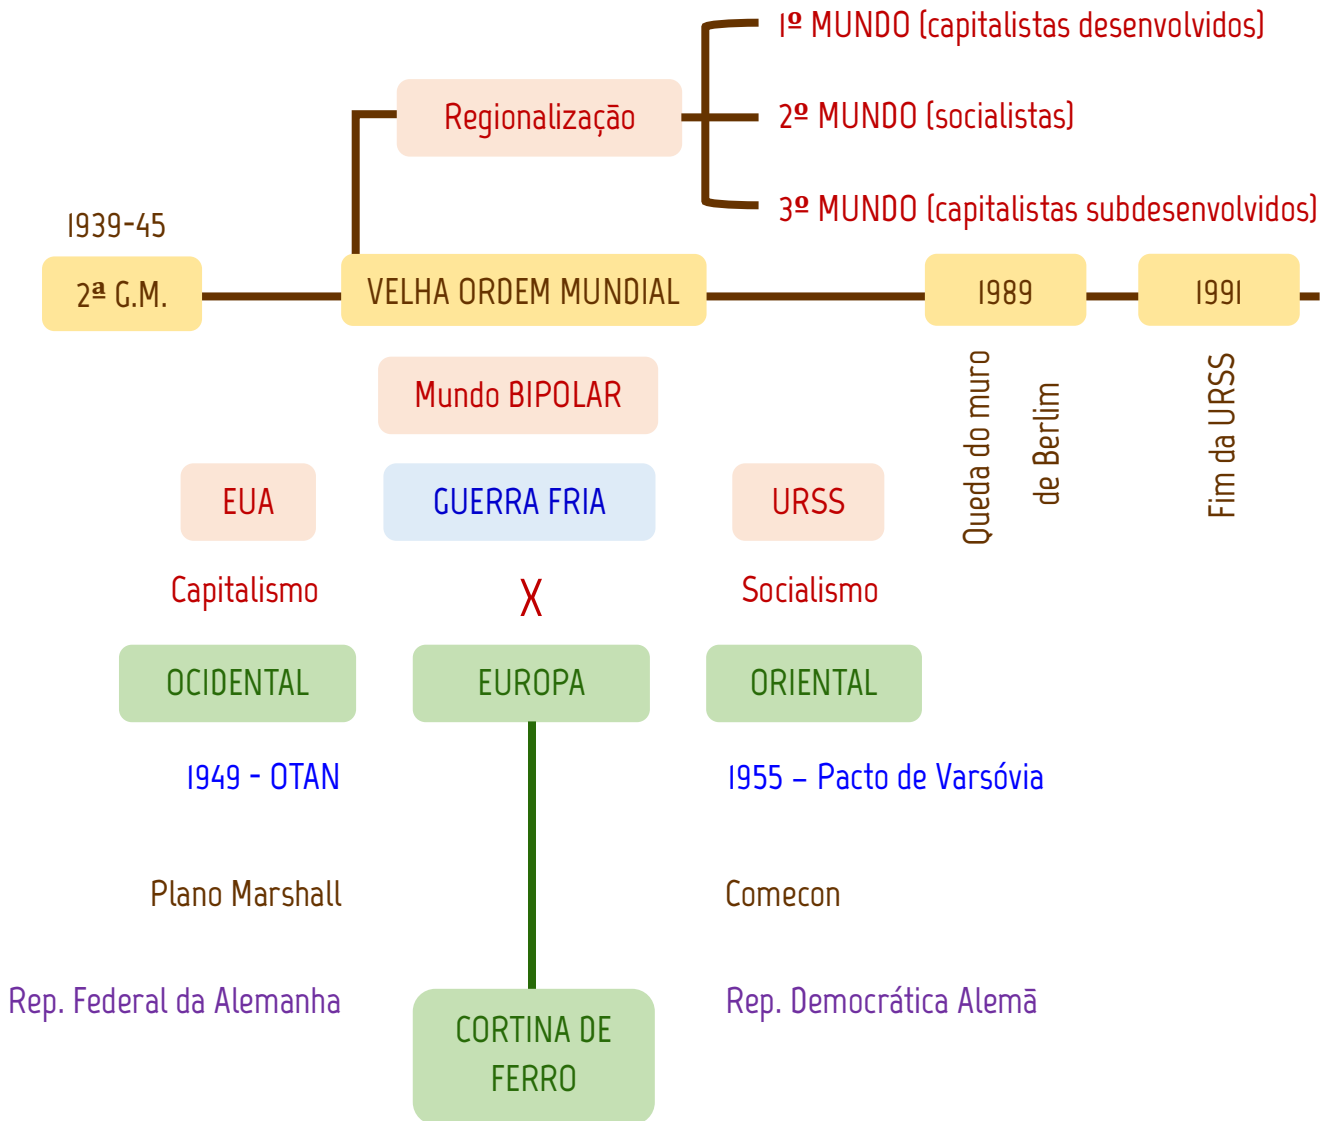 1º MUNDO (capitalistas desenvolvidos)
Regionalização
2º MUNDO (socialistas)
3º MUNDO (capitalistas subdesenvolvidos)
1939-45
2ª G.M.
VELHA ORDEM MUNDIAL
1989
1991
Queda do muro
de Berlim
Fim da URSS
Mundo BIPOLAR
EUA
GUERRA FRIA
URSS
Capitalismo
X
Socialismo
OCIDENTAL
EUROPA
ORIENTAL
1949 - OTAN
1955 – Pacto de Varsóvia
Plano Marshall
Comecon
Rep. Federal da Alemanha
Rep. Democrática Alemã
CORTINA DE
FERRO